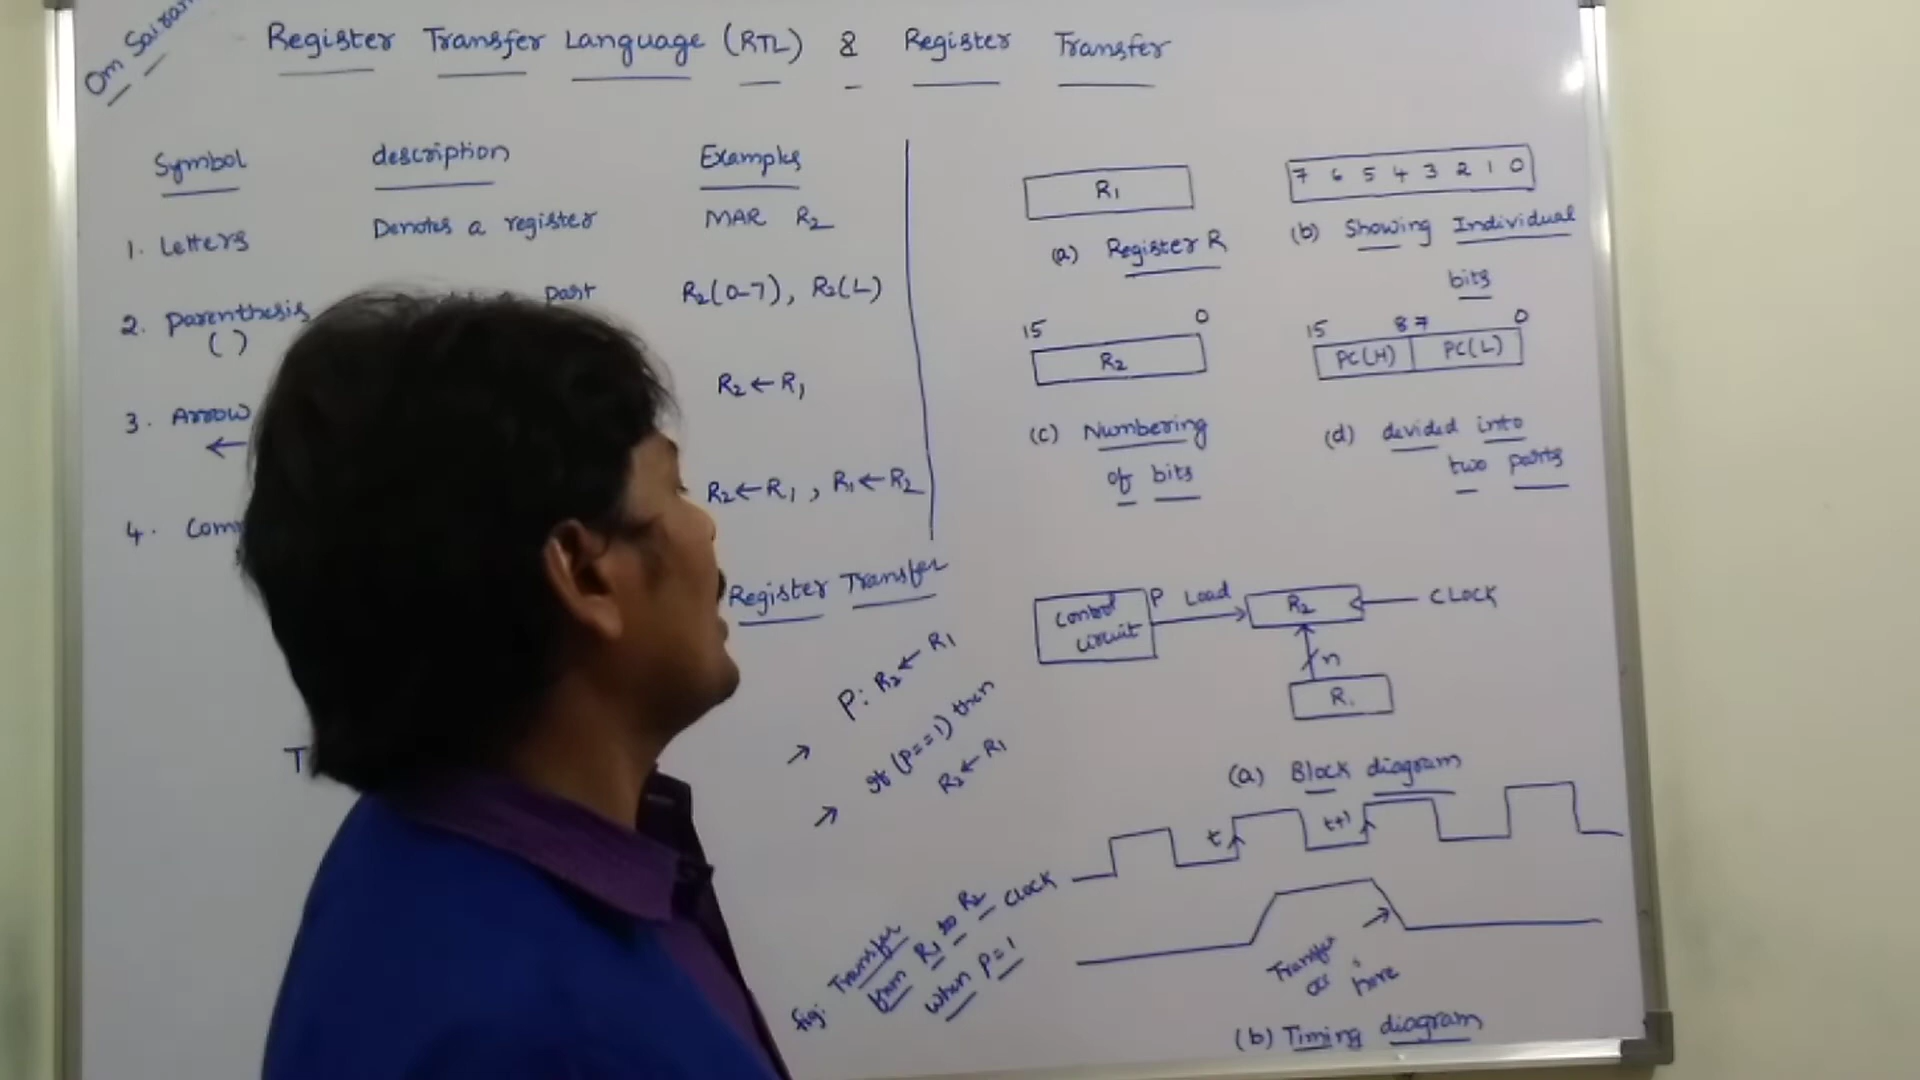 Om Sairam
Register Transfer Language (RTL) & Register Transfer
Symbol description Examples
1. Letters Denotes a register MAR R2
2. Parenthesis part R2(0-7), R2(L)
( )
3. Arrow R2 ← R1
←
4. Com R2 ← R1 , R1 ← R2
Register Transfer
P: R2 ← R1
→ If (P==1) then
R2 ← R1
→
T
R1
(a) Register R
7 6 5 4 3 2 1 0
(b) Showing Individual
bits
15 0
R2
(c) Numbering
of bits
15 8 7 0
PC(H) PC(L)
(d) devided into
two parts
Control
circuit
P Load
R2
CLOCK
n
R1
(a) Block diagram
t t+1
CLOCK
fig: Transfer
from R1 to R2
when P=1
Transfer
occ here
(b) Timing diagram